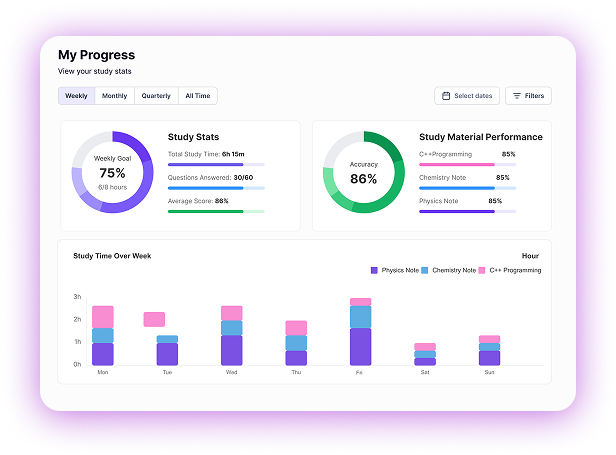 My Progress
View your study stats
Weekly Monthly Quarterly All Time
Select dates Filters
Weekly Goal
75%
6/8 hours
Study Stats
Total Study Time: 6h 15m
Questions Answered: 30/60
Average Score: 86%
Accuracy
86%
Study Material Performance
C++Programming 85%
Chemistry Note 85%
Physics Note 85%
Study Time Over Week Hour
Physics Note Chemistry Note C++ Programming
3h
2h
1h
0h
Mon Tue Wed Thu Fri Sat Sun